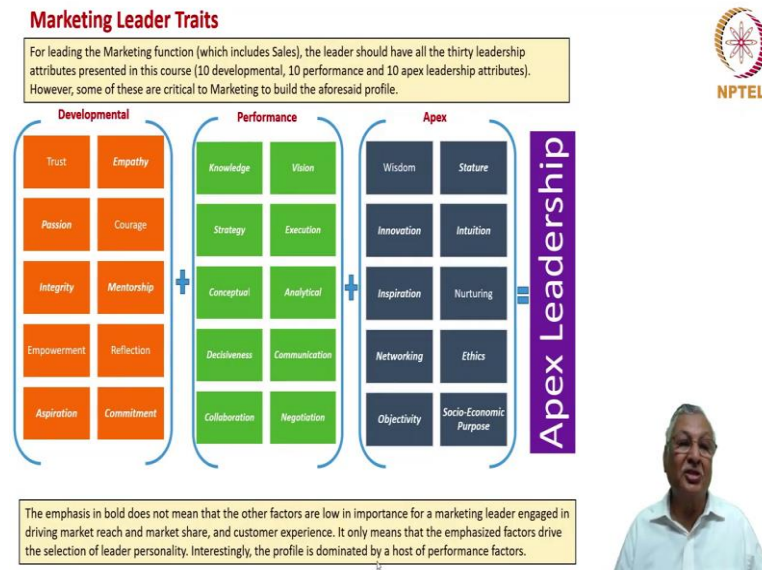 Marketing Leader Traits
For leading the Marketing function (which includes Sales), the leader should have all the thirty leadership
attributes presented in this course (10 developmental, 10 performance and 10 apex leadership attributes).
However, some of these are critical to Marketing to build the aforesaid profile.
NPTEL
Developmental
Trust
Empathy
Passion
Courage
Integrity
Mentorship
Empowerment
Reflection
Aspiration
Commitment
+
Performance
Knowledge
Vision
Strategy
Execution
Conceptual
Analytical
Decisiveness
Communication
Collaboration
Negotiation
+
Apex
Wisdom
Stature
Innovation
Intuition
Inspiration
Nurturing
Networking
Ethics
Objectivity
Socio-Economic
Purpose
=
Apex Leadership
The emphasis in bold does not mean that the other factors are low in importance for a marketing leader engaged in
driving market reach and market share, and customer experience. It only means that the emphasized factors drive
the selection of leader personality. Interestingly, the profile is dominated by a host of performance factors.